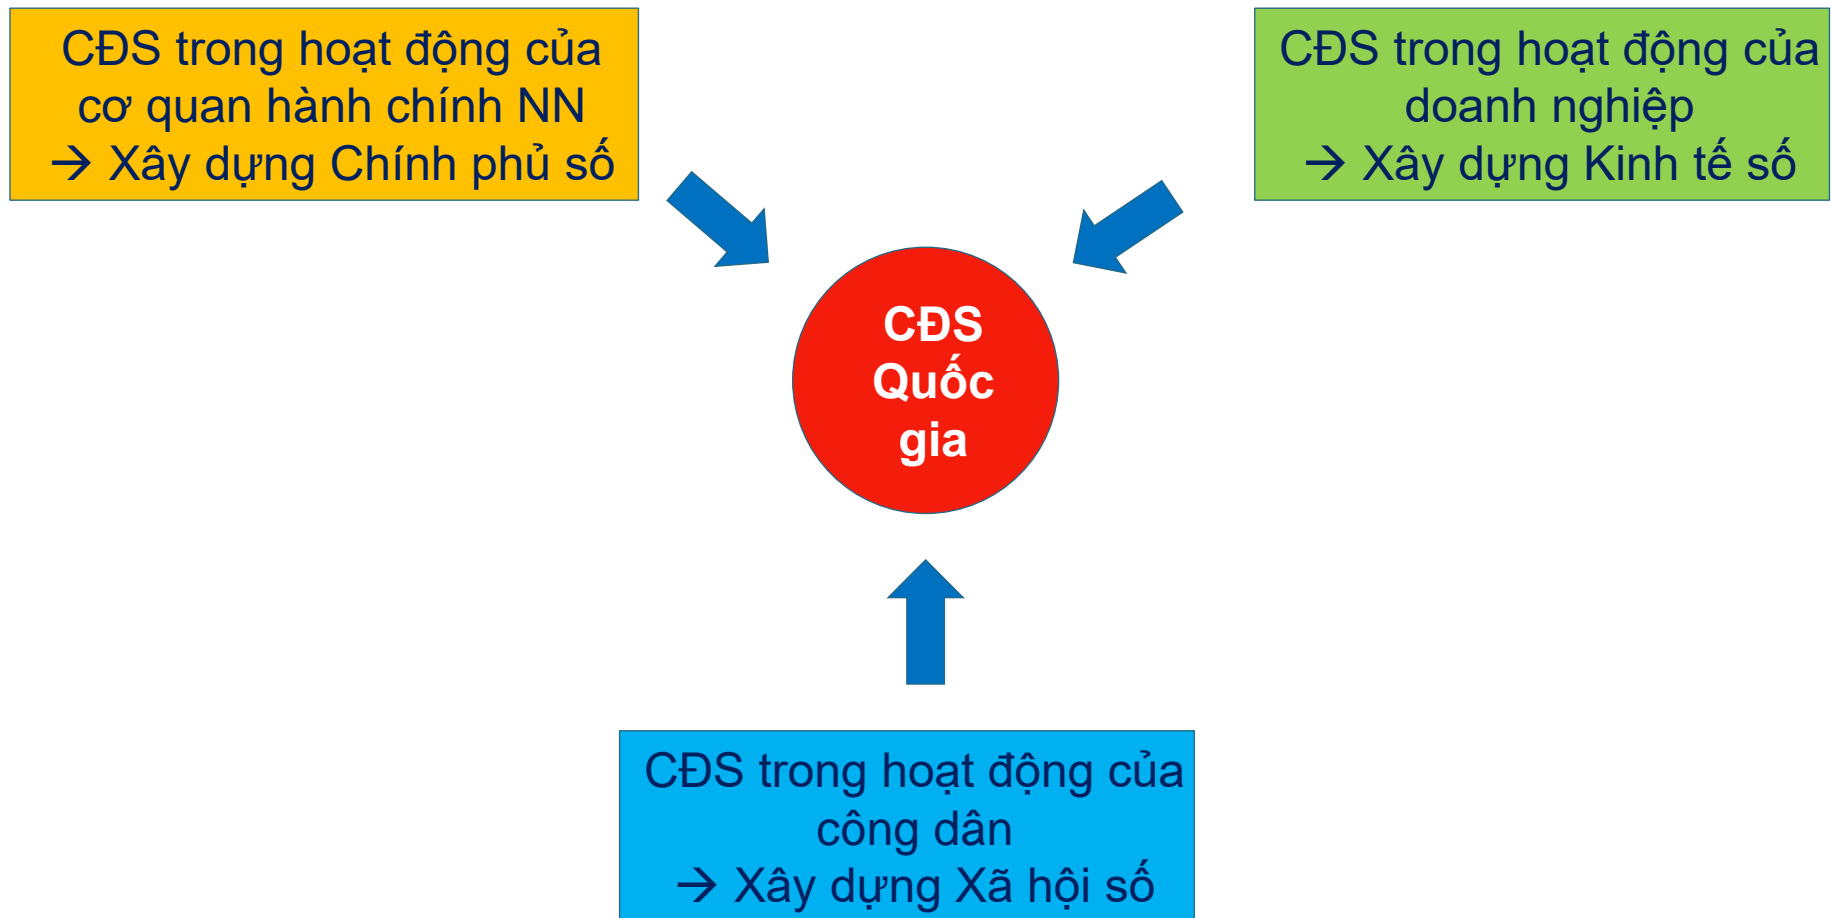 CĐS trong hoạt động của
cơ quan hành chính NN
→ Xây dựng Chính phủ số
CĐS trong hoạt động của
doanh nghiệp
→ Xây dựng Kinh tế số
CĐS
Quốc
gia
CĐS trong hoạt động của
công dân
→ Xây dựng Xã hội số